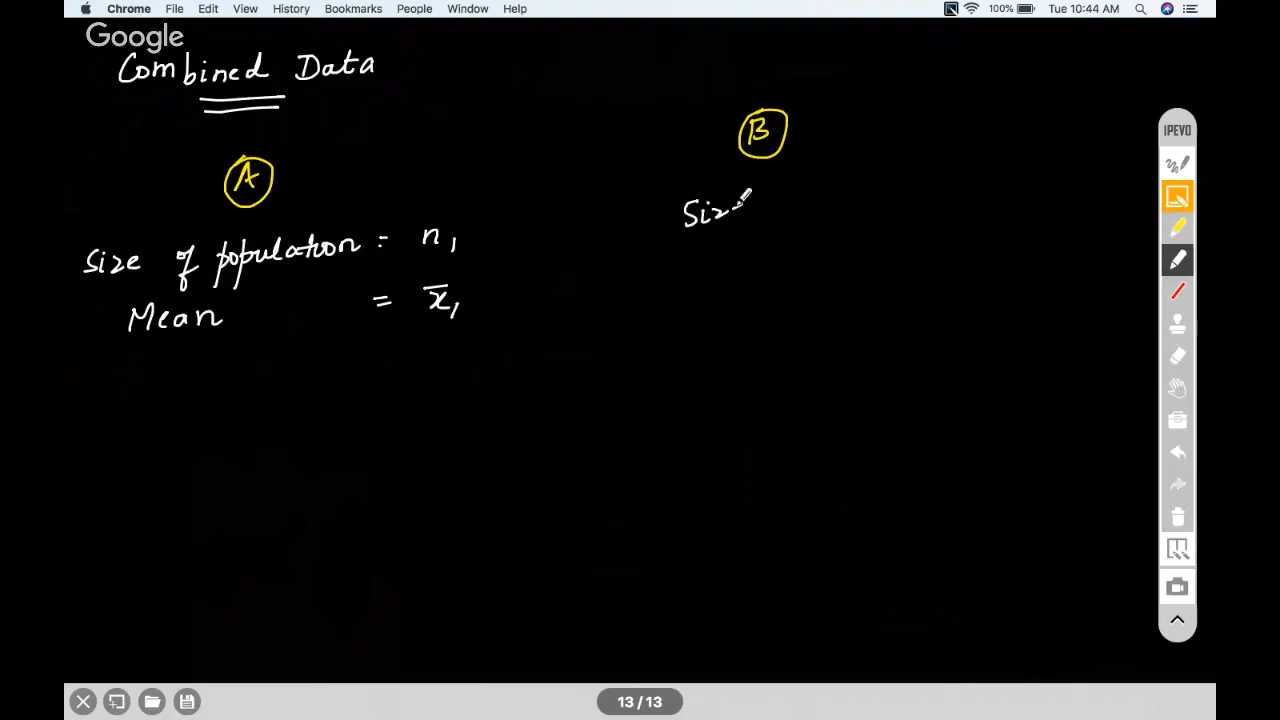 Chrome File Edit View History Bookmarks People Window Help 100% Tue 10:44 AM
Google
Combined Data
A
B
Size of population = n₁
Mean = x̄₁
Siz
IPEVO
13/13